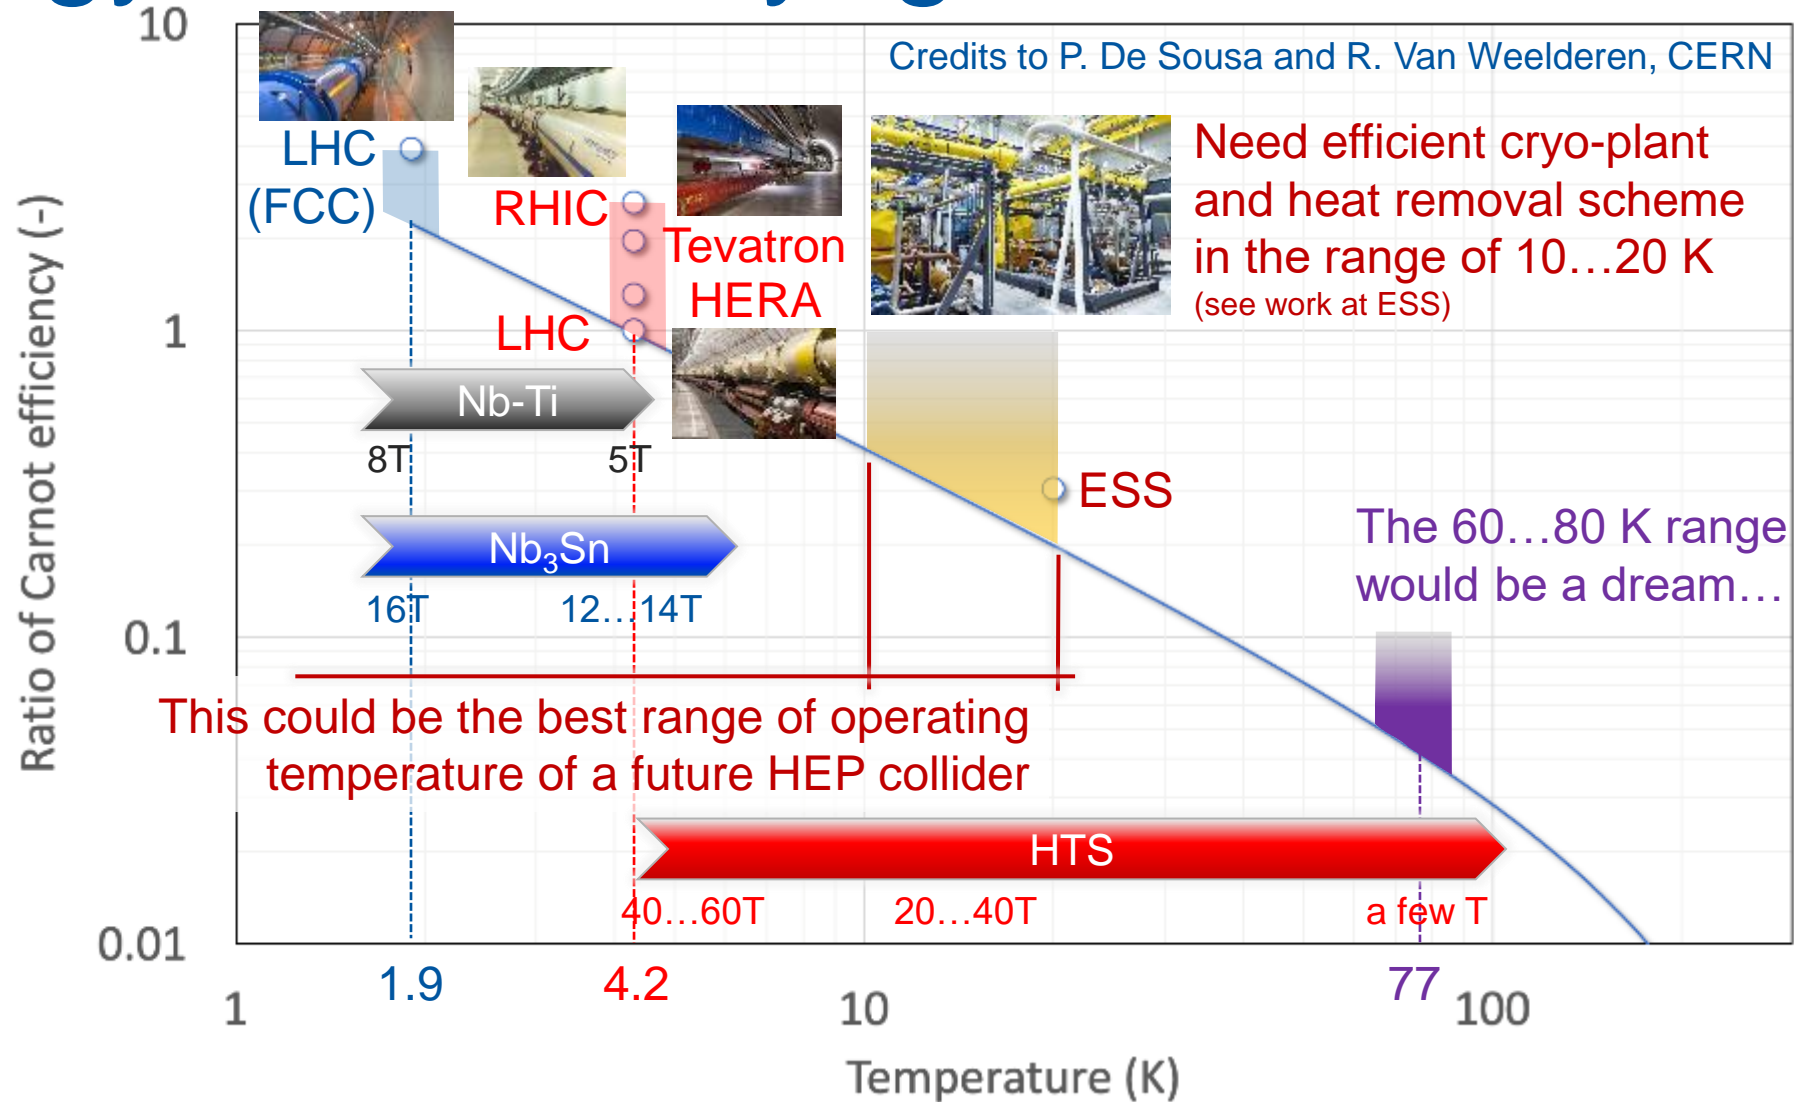 10
Credits to P. De Sousa and R. Van Weelderen, CERN
LHC
(FCC)
RHIC
Tevatron
HERA
LHC
Need efficient cryo-plant
and heat removal scheme
in the range of 10…20 K
(see work at ESS)
1
Nb-Ti
8T
5T
ESS
Nb₃Sn
16T
12…14T
The 60…80 K range
would be a dream…
0.1
This could be the best range of operating
temperature of a future HEP collider
HTS
40…60T
20…40T
a few T
0.01
1.9
4.2
77
1
10
100
Temperature (K)
Ratio of Carnot efficiency (-)